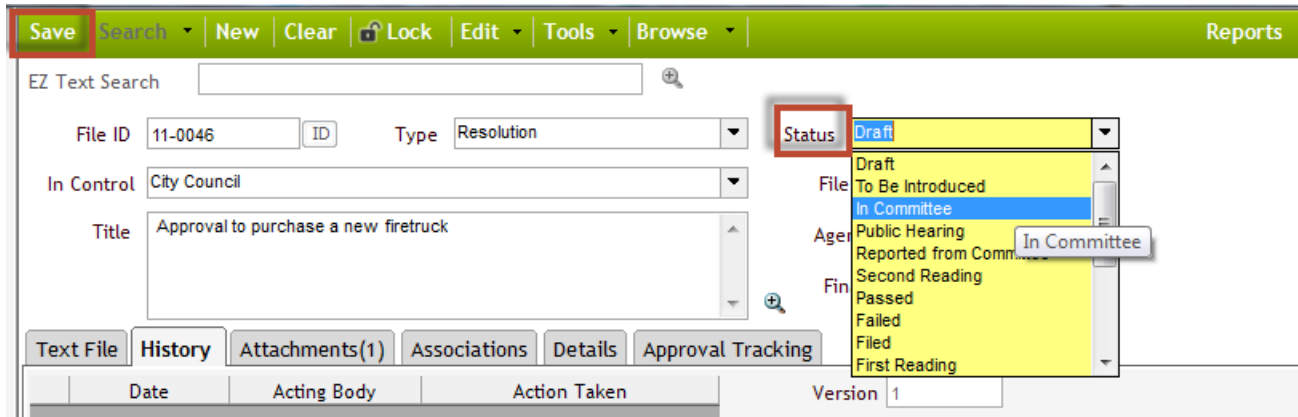 Save Search New Clear Lock Edit Tools Browse Reports
EZ Text Search
File ID 11-0046 ID Type Resolution Status Draft
Draft
In Control City Council File To Be Introduced
In Committee
Title Approval to purchase a new firetruck Agen Public Hearing In Committee
Reported from
Second Reading
Fin Passed
Failed
Filed
First Reading
Text File History Attachments(1) Associations Details Approval Tracking
Date Acting Body Action Taken Version 1